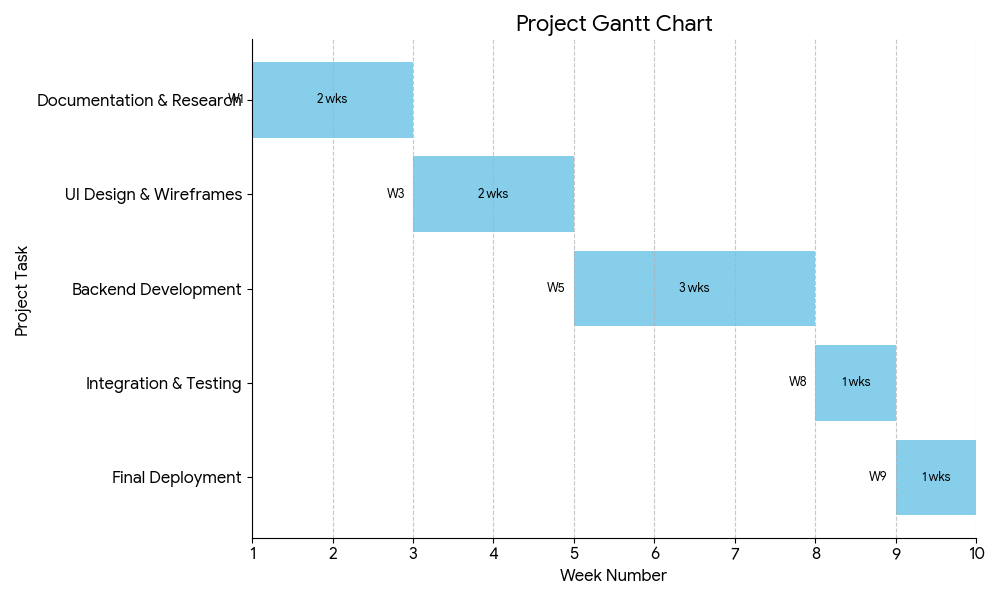 Project Gantt Chart
Project Task
Documentation & Research
W1
2 wks
UI Design & Wireframes
W3
2 wks
Backend Development
W5
3 wks
Integration & Testing
W8
1 wks
Final Deployment
W9
1 wks
1 2 3 4 5 6 7 8 9 10
Week Number